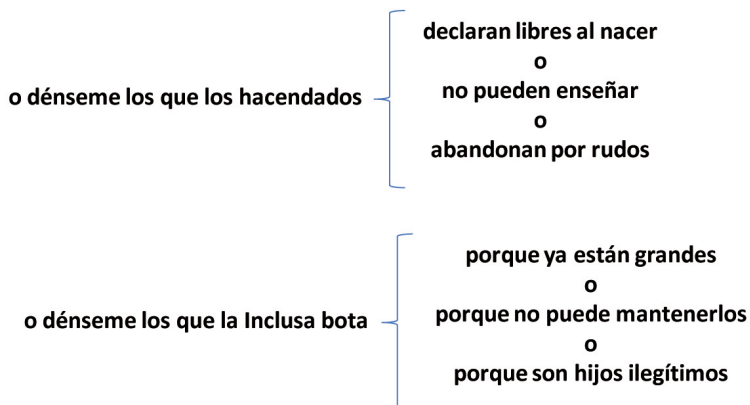 declaran libres al nacer
o
o dénseme los que los hacendados
no pueden enseñar
o
abandonan por rudos
porque ya están grandes
o
o dénseme los que la Inclusa bota
porque no puede mantenerlos
o
porque son hijos ilegítimos